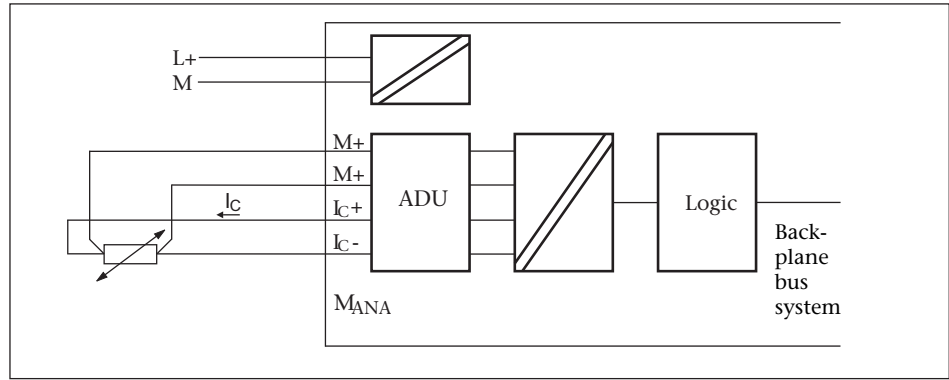 L+
M
M+
M+
IC+
IC-
IC
ADU
Logic
Back-
plane
bus
system
MANA